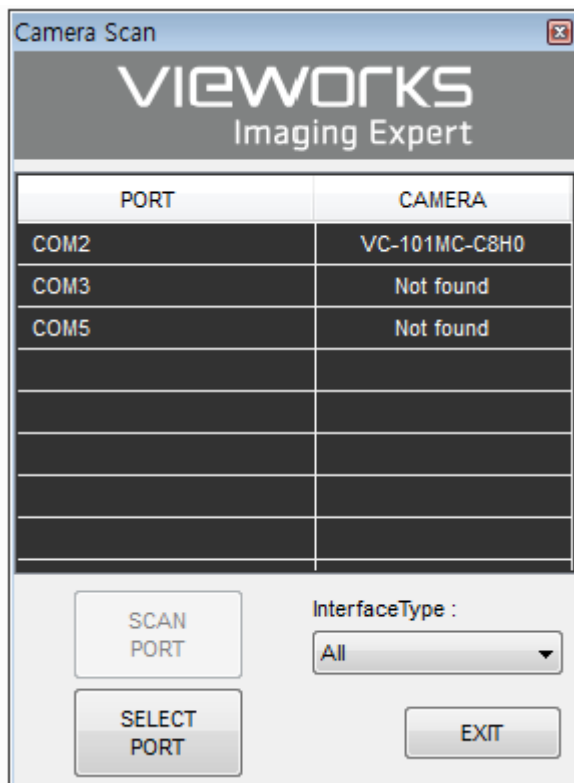 Camera Scan
VIEWORKS
Imaging Expert
PORT CAMERA
COM2 VC-101MC-C8H0
COM3 Not found
COM5 Not found
SCAN
PORT
InterfaceType :
All
SELECT
PORT
EXIT